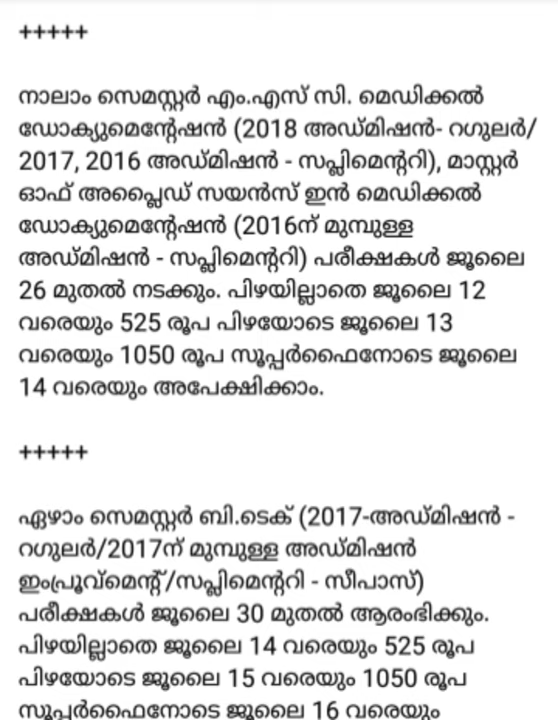 +++++
നാലാം സെമസ്റ്റർ എം.എസ് സി. മെഡിക്കൽ
ഡോക്യുമെന്റേഷൻ (2018 അഡ്മിഷൻ- റഗുലർ/
2017, 2016 അഡ്മിഷൻ - സപ്ലിമെന്ററി), മാസ്റ്റർ
ഓഫ് അപ്ലൈഡ് സയൻസ് ഇൻ മെഡിക്കൽ
ഡോക്യുമെന്റേഷൻ (2016ന് മുമ്പുള്ള
അഡ്മിഷൻ - സപ്ലിമെന്ററി) പരീക്ഷകൾ ജൂലൈ
26 മുതൽ നടക്കും. പിഴയില്ലാതെ ജൂലൈ 12
വരെയും 525 രൂപ പിഴയോടെ ജൂലൈ 13
വരെയും 1050 രൂപ സൂപ്പർഫൈനോടെ ജൂലൈ
14 വരെയും അപേക്ഷിക്കാം.
+++++
ഏഴാം സെമസ്റ്റർ ബി.ടെക് (2017-അഡ്മിഷൻ -
റഗുലർ/2017ന് മുമ്പുള്ള അഡ്മിഷൻ
ഇംപ്രൂവ്മെന്റ്/സപ്ലിമെന്ററി - സീപാസ്)
പരീക്ഷകൾ ജൂലൈ 30 മുതൽ ആരംഭിക്കും.
പിഴയില്ലാതെ ജൂലൈ 14 വരെയും 525 രൂപ
പിഴയോടെ ജൂലൈ 15 വരെയും 1050 രൂപ
സൂപ്പർഫൈനോടെ ജൂലൈ 16 വരെയും